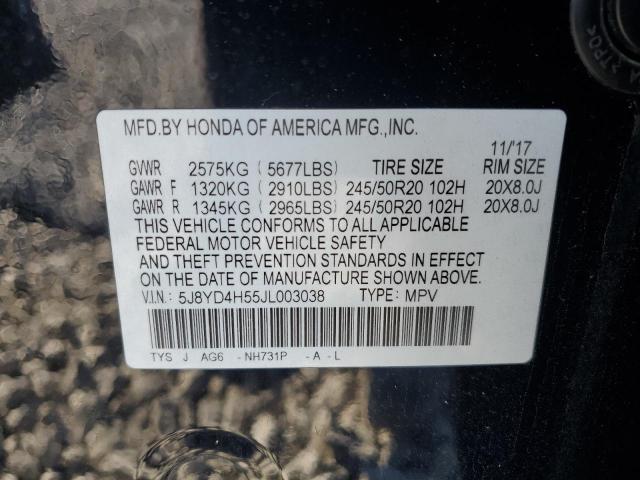 >TPO<
MFD.BY HONDA OF AMERICA MFG.,INC.
11/'17
GVWR 2575KG (5677LBS) TIRE SIZE RIM SIZE
GAWR F 1320KG (2910LBS) 245/50R20 102H 20X8.0J
GAWR R 1345KG (2965LBS) 245/50R20 102H 20X8.0J
THIS VEHICLE CONFORMS TO ALL APPLICABLE
FEDERAL MOTOR VEHICLE SAFETY
AND THEFT PREVENTION STANDARDS IN EFFECT
ON THE DATE OF MANUFACTURE SHOWN ABOVE.
V.I.N: 5J8YD4H55JL003038 TYPE: MPV
TYS J AG6 -NH731P -A-L